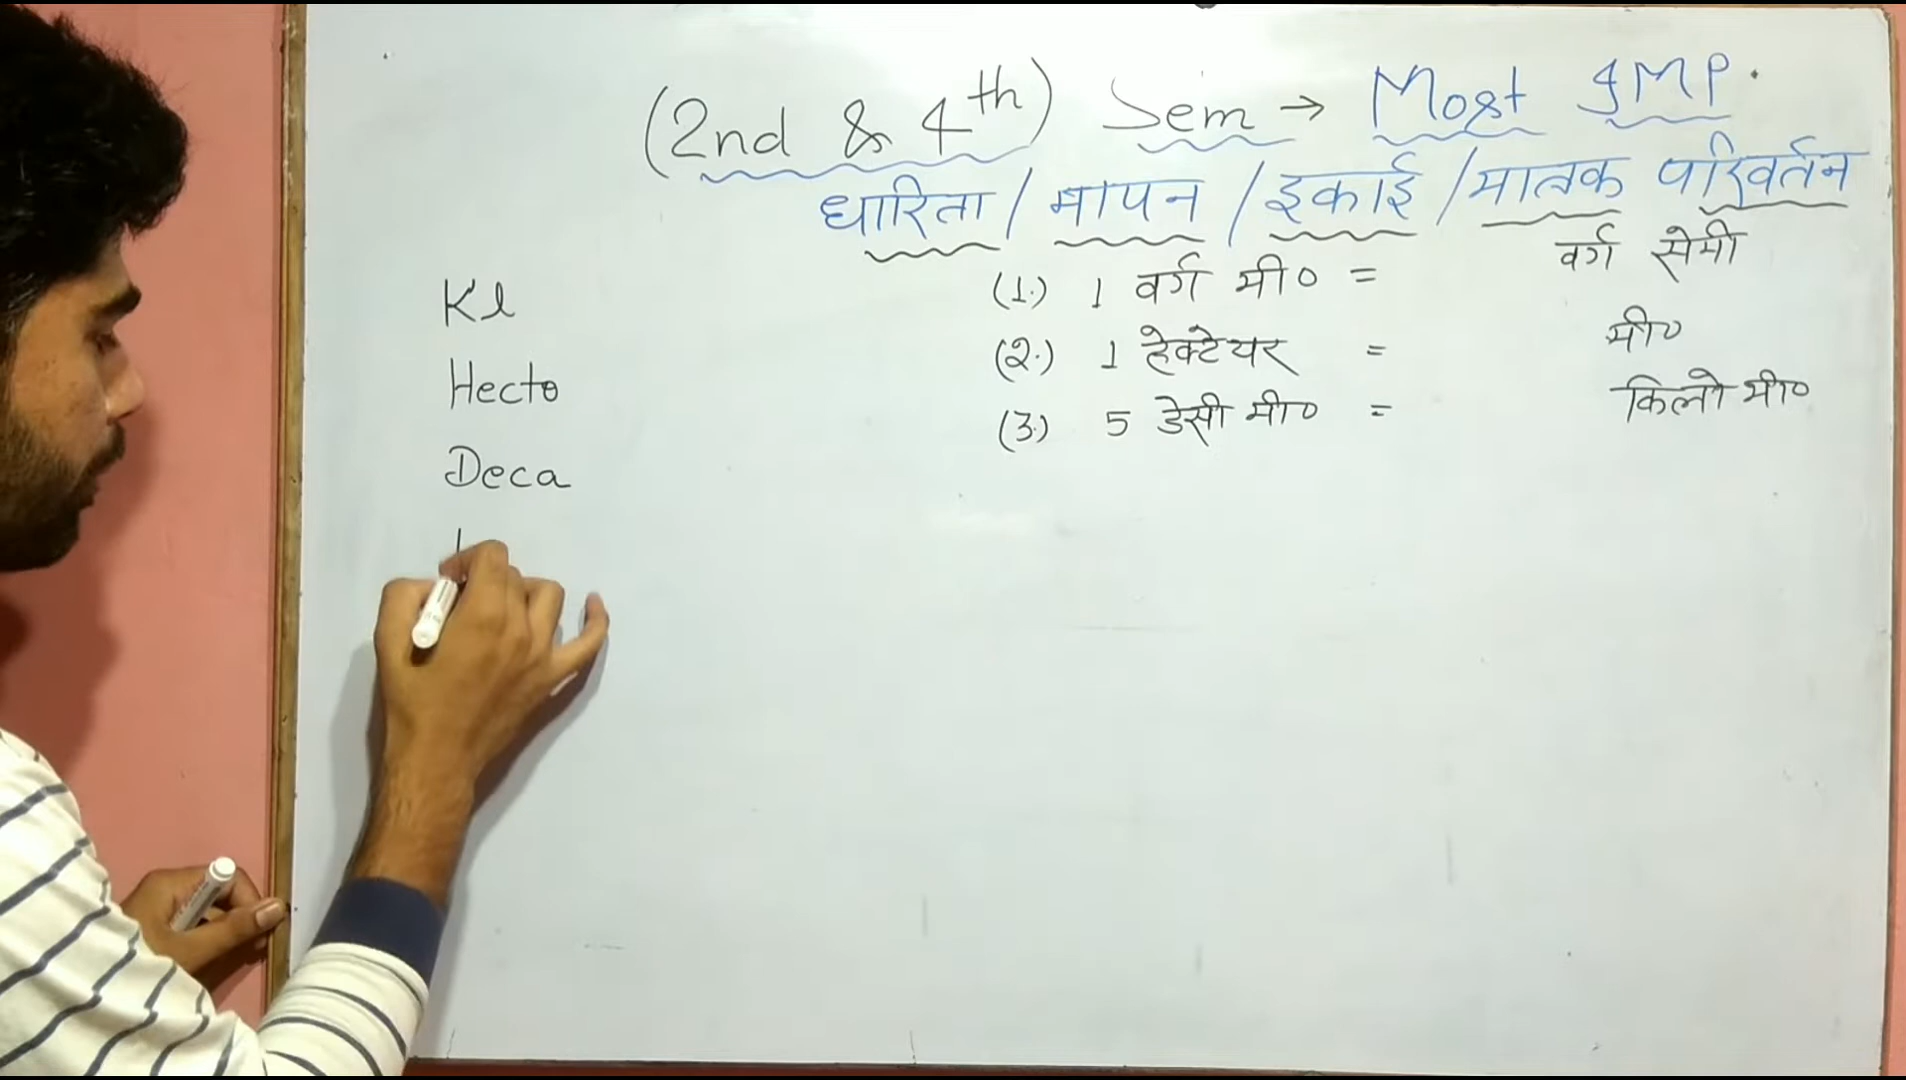 (2nd & 4th) Sem → Most IMP.
धारिता / मापन / इकाई / मात्रक परिवर्तन
(1.) 1 वर्ग मी० = वर्ग सेमी
(2.) 1 हेक्टेयर = मी०
(3.) 5 डेसी मी० = किलो मी०
Kl
Hecto
Deca